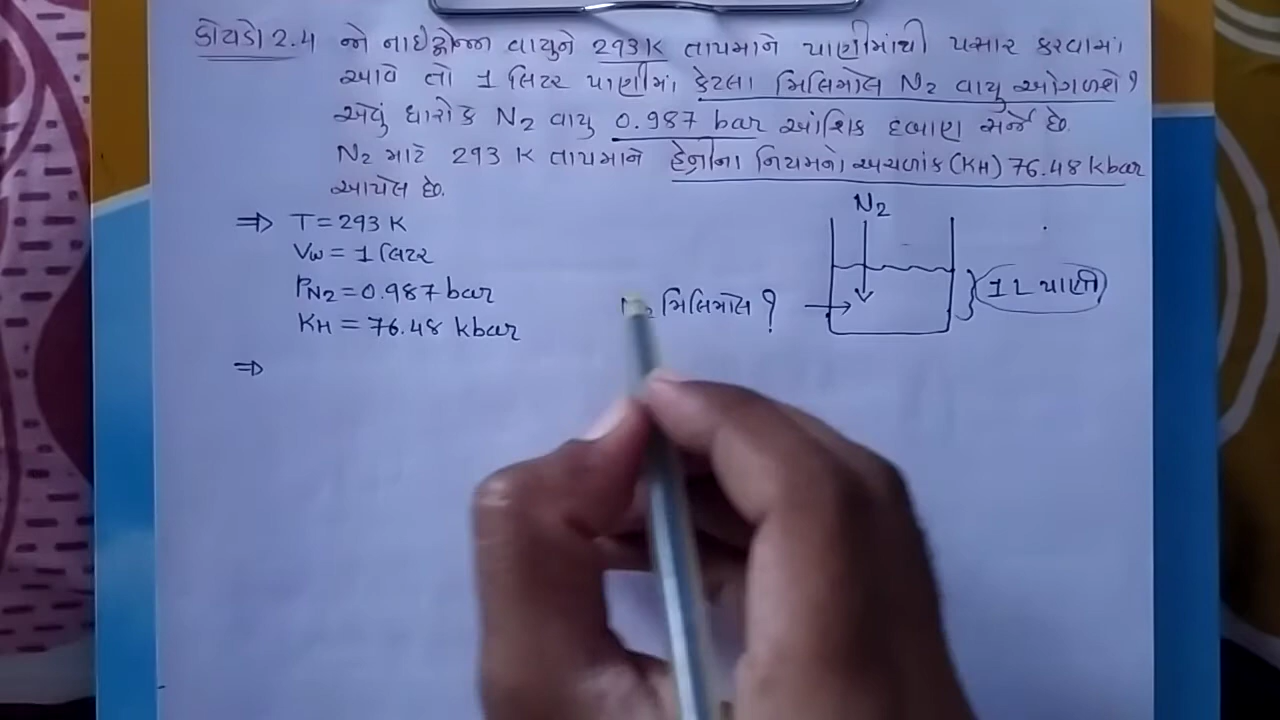 કોયડો 2.4 જો નાઈટ્રોજન વાયુને 293 K તાપમાને પાણીમાંથી પસાર કરવામાં
આવે તો 1 લિટર પાણીમાં કેટલા મિલિમોલ N2 વાયુ ઓગળશે ?
એવું ધારો કે N2 વાયુ 0.987 bar આંશિક દબાણ સર્જે છે.
N2 માટે 293 K તાપમાને હેન્રીના નિયમનો અચળાંક (KH) 76.48 kbar
આપેલ છે.
⇒ T = 293 K
Vw = 1 લિટર
PN2 = 0.987 bar
KH = 76.48 kbar
⇒
N2
N2 મિલિમોલ ?
1 L પાણી